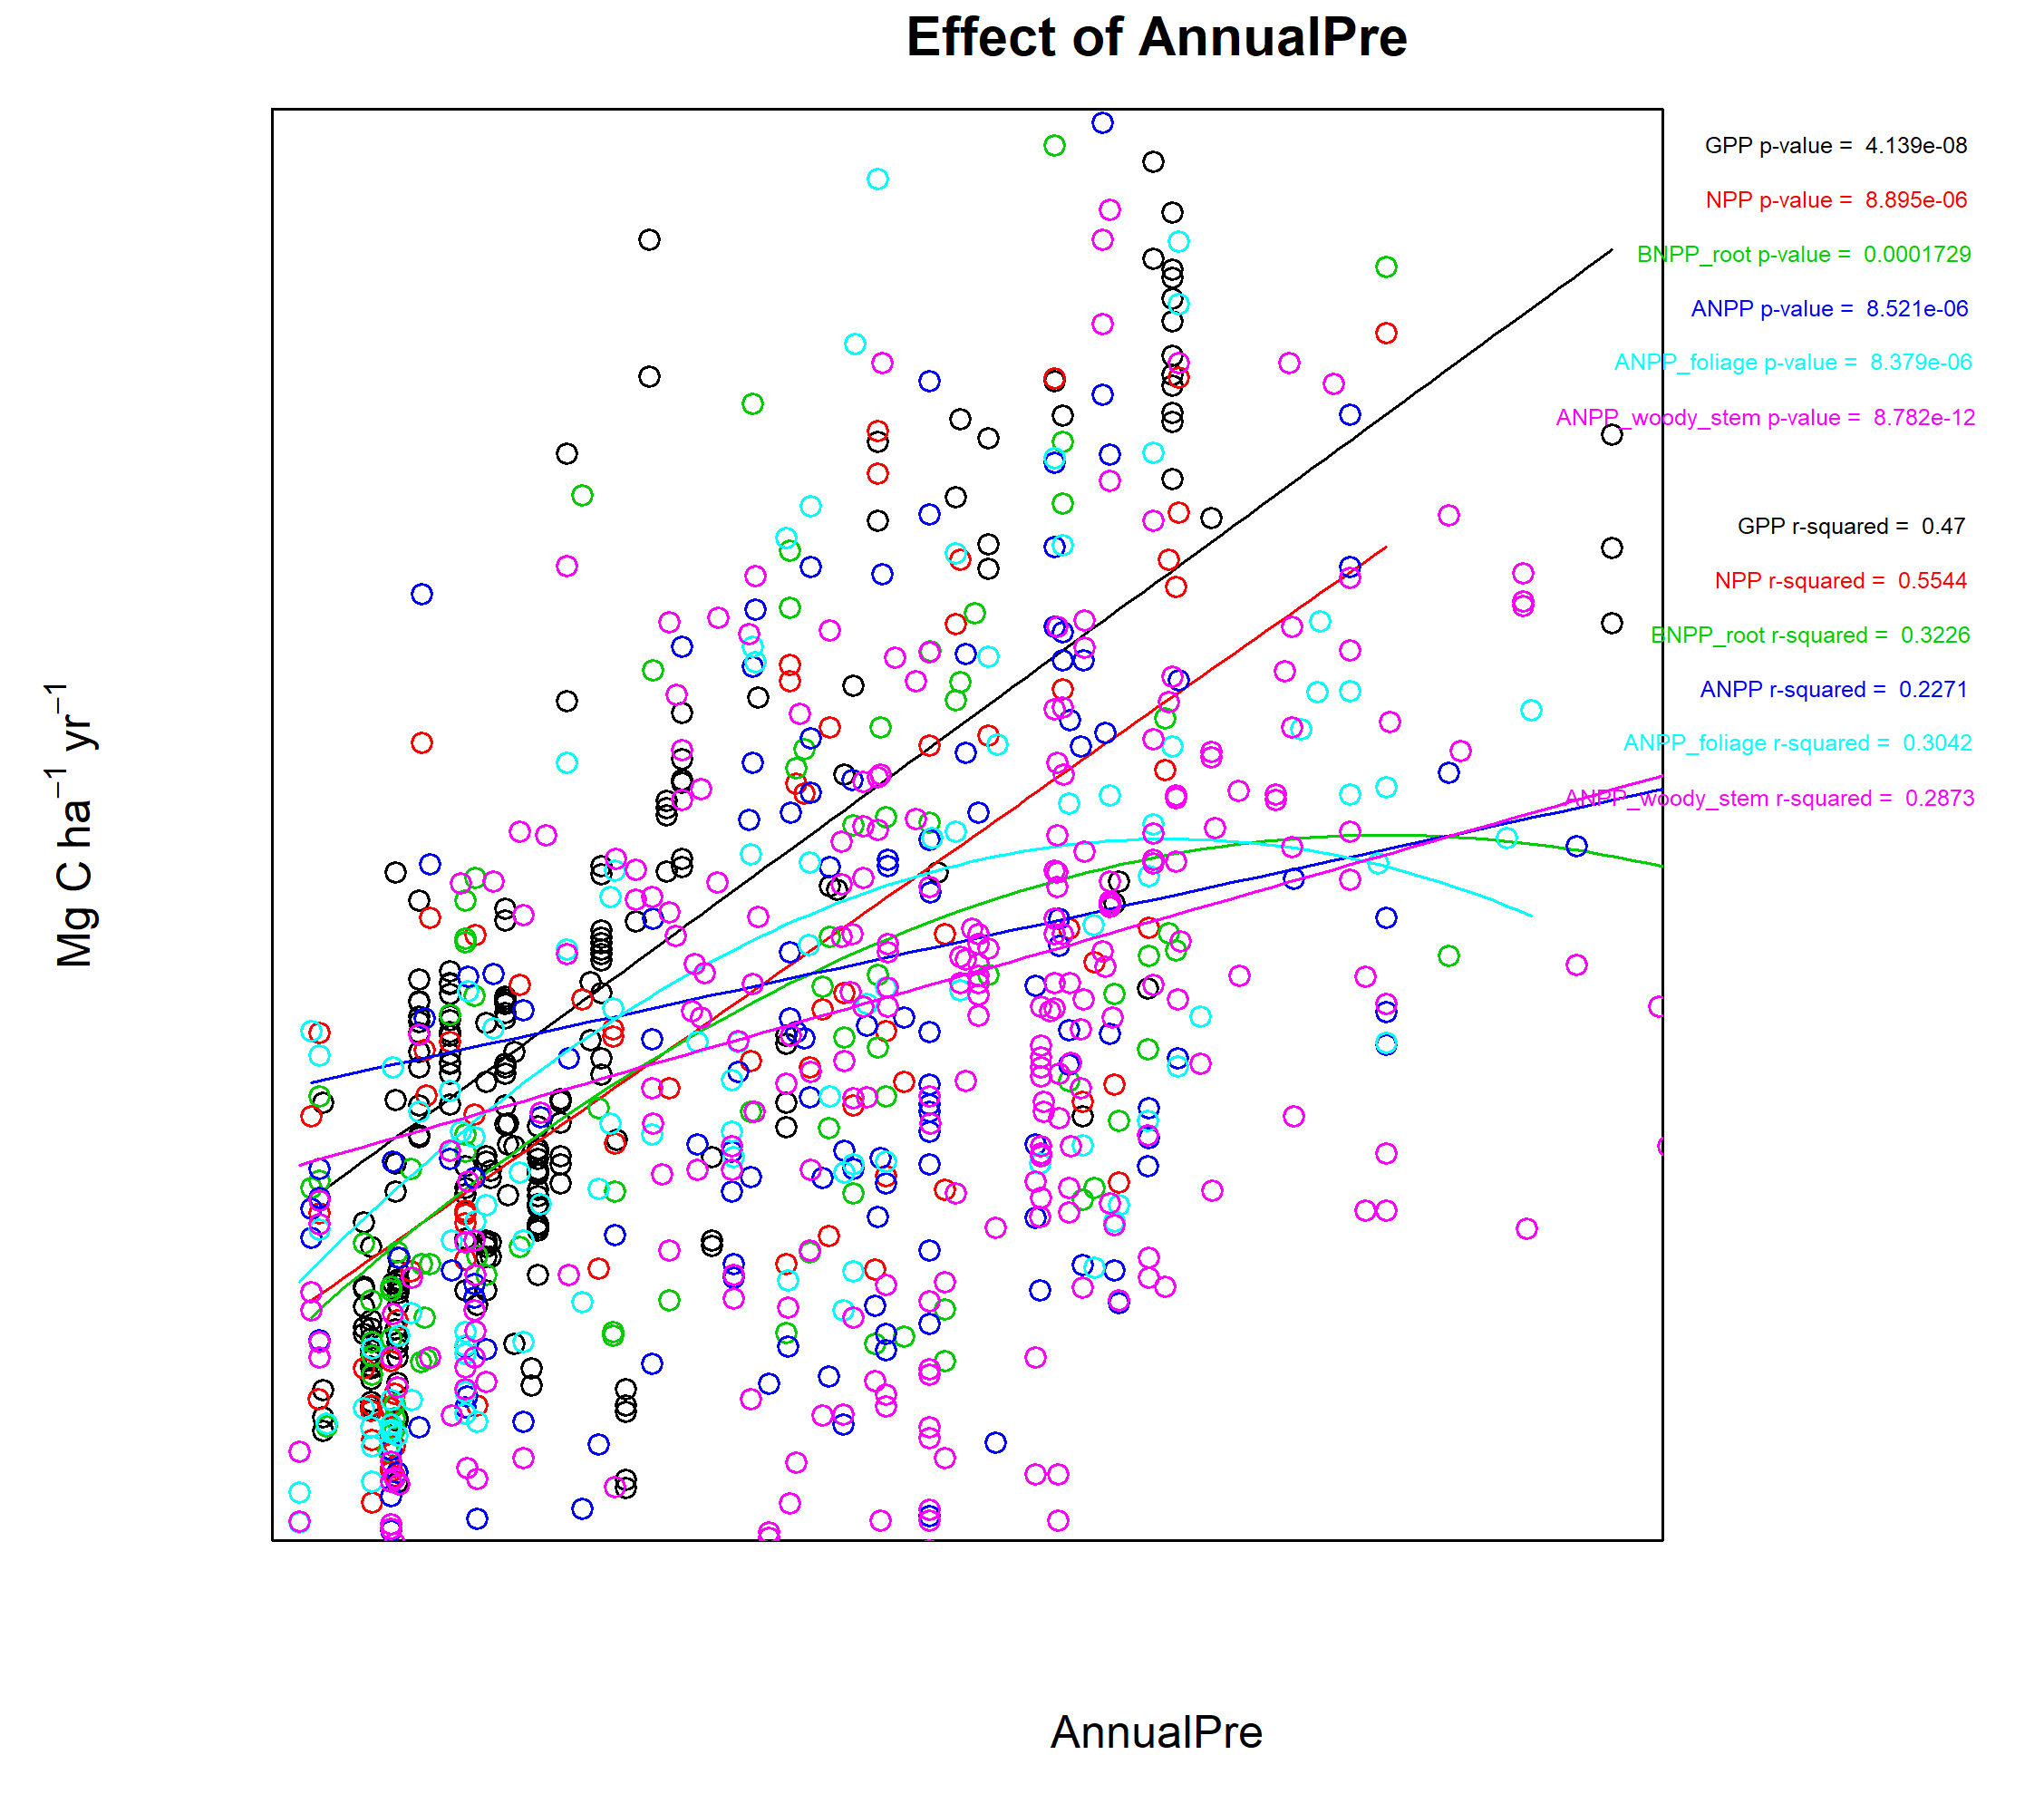 Effect of AnnualPre
GPP p-value = 4.139e-08
NPP p-value = 8.895e-06
BNPP_root p-value = 0.0001729
ANPP p-value = 8.521e-06
ANPP_foliage p-value = 8.379e-06
ANPP_woody_stem p-value = 8.782e-12
GPP r-squared = 0.47
NPP r-squared = 0.5544
BNPP_root r-squared = 0.3226
ANPP r-squared = 0.2271
ANPP_foliage r-squared = 0.3042
ANPP_woody_stem r-squared = 0.2873
Mg C ha⁻¹ yr⁻¹
AnnualPre